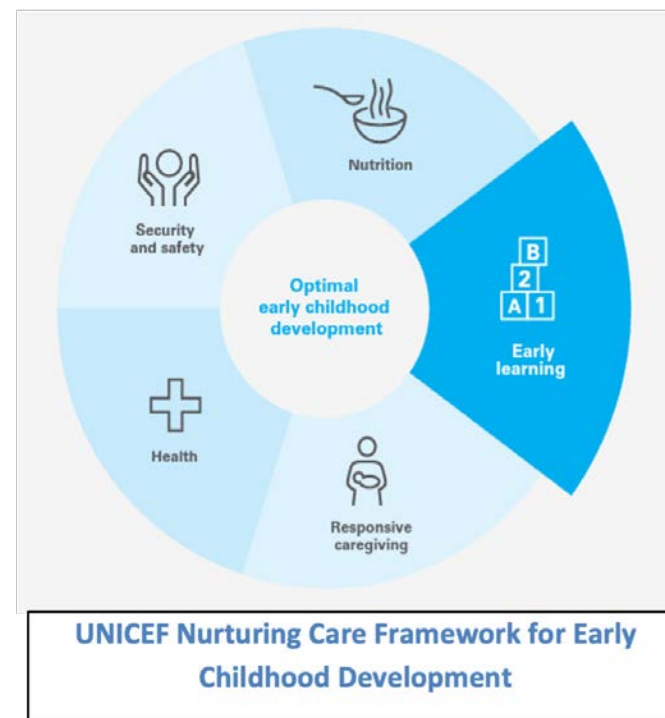 Nutrition
Security
and safety
B
2
A 1
Optimal
early childhood
development
Early
learning
Health
Responsive
caregiving
UNICEF Nurturing Care Framework for Early
Childhood Development